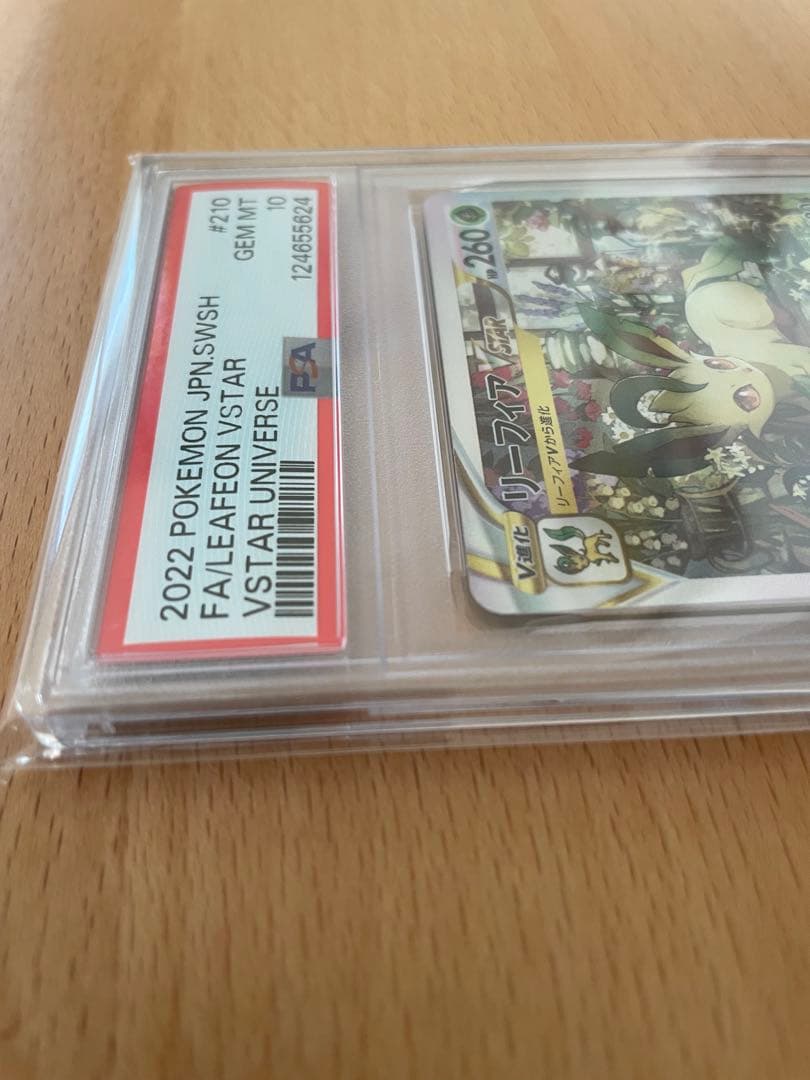 2022 POKEMON JPN.SWSH #210
FA/LEAFEON VSTAR GEM MT
VSTAR UNIVERSE 10
PSA 124655624
V進化
リーフィア VSTAR
HP 260
リーフィアVから進化